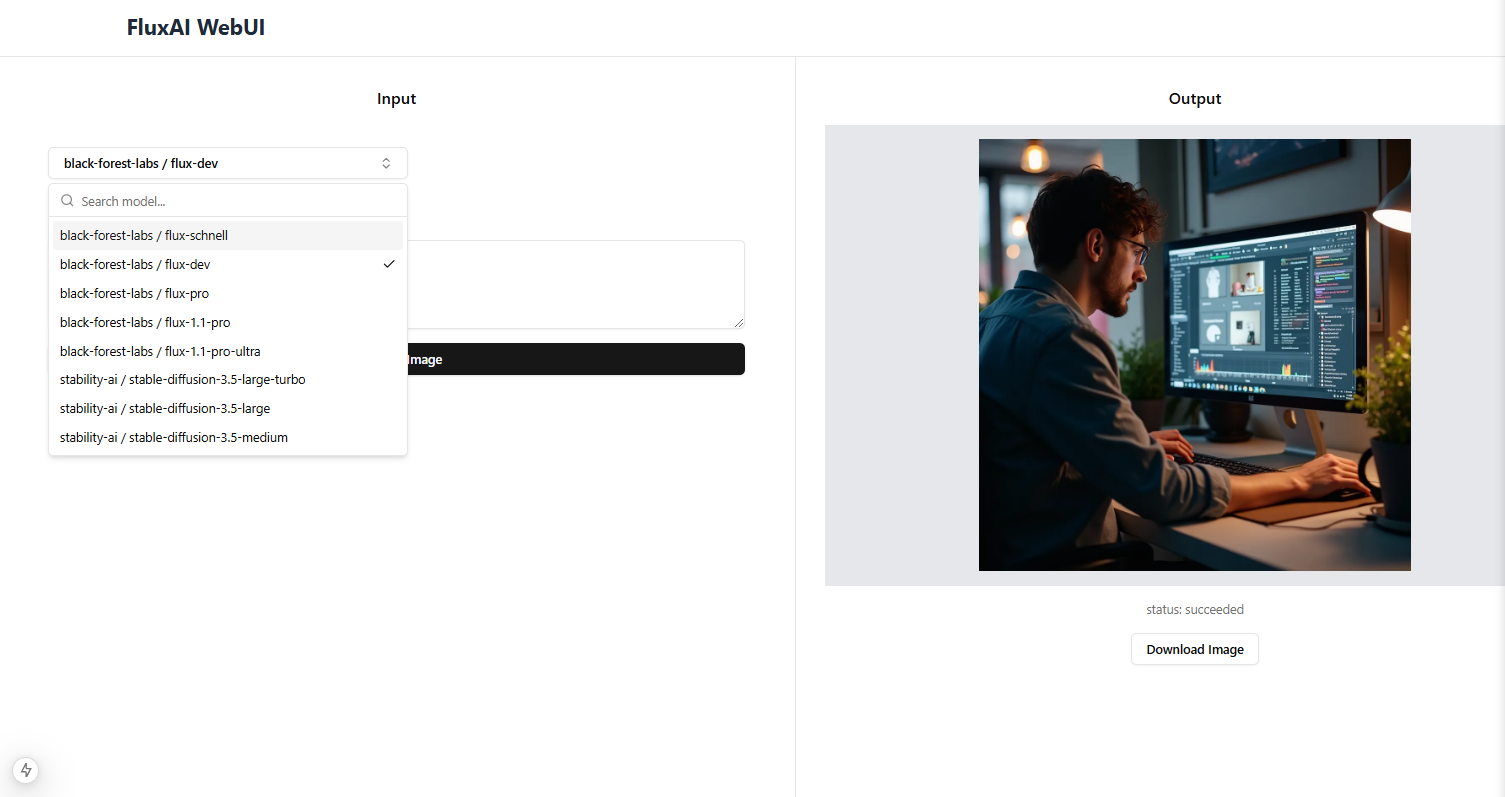 FluxAI WebUI
Input
black-forest-labs / flux-dev
Search model...
black-forest-labs / flux-schnell
black-forest-labs / flux-dev
black-forest-labs / flux-pro
black-forest-labs / flux-1.1-pro
black-forest-labs / flux-1.1-pro-ultra
stability-ai / stable-diffusion-3.5-large-turbo
stability-ai / stable-diffusion-3.5-large
stability-ai / stable-diffusion-3.5-medium
Image
Output
status: succeeded
Download Image